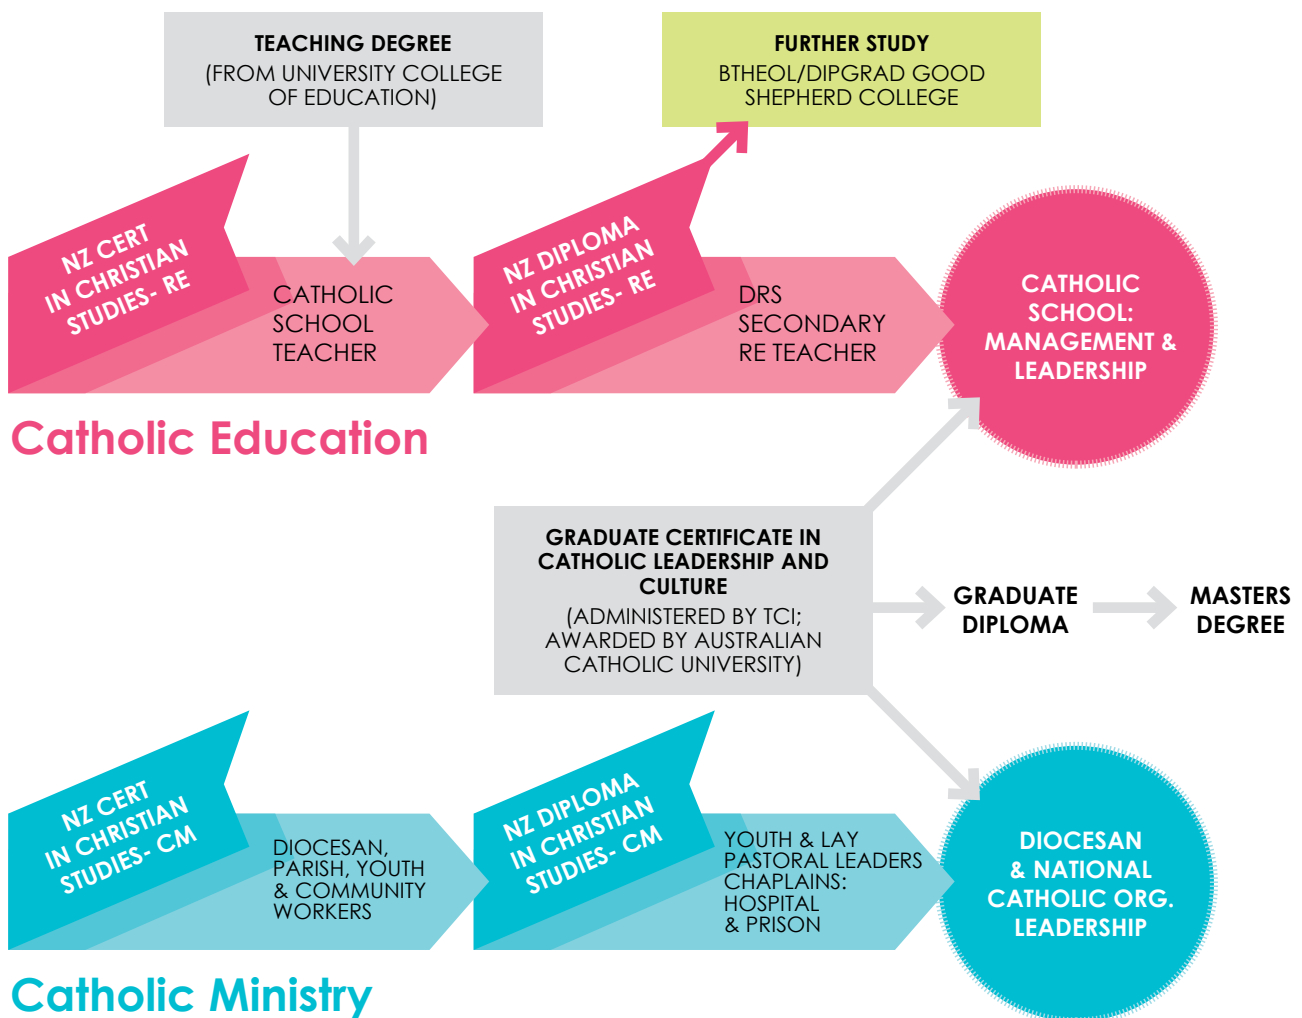 TEACHING DEGREE
(FROM UNIVERSITY COLLEGE
OF EDUCATION)
FURTHER STUDY
BTHEOL/DIPGRAD GOOD
SHEPHERD COLLEGE
NZ CERT
IN CHRISTIAN
STUDIES- RE
CATHOLIC
SCHOOL
TEACHER
NZ DIPLOMA
IN CHRISTIAN
STUDIES- RE
DRS
SECONDARY
RE TEACHER
CATHOLIC
SCHOOL:
MANAGEMENT &
LEADERSHIP
Catholic Education
GRADUATE CERTIFICATE IN
CATHOLIC LEADERSHIP AND
CULTURE
(ADMINISTERED BY TCI;
AWARDED BY AUSTRALIAN
CATHOLIC UNIVERSITY)
GRADUATE
DIPLOMA
MASTERS
DEGREE
NZ CERT
IN CHRISTIAN
STUDIES- CM
DIOCESAN,
PARISH, YOUTH
& COMMUNITY
WORKERS
NZ DIPLOMA
IN CHRISTIAN
STUDIES- CM
YOUTH & LAY
PASTORAL LEADERS
CHAPLAINS:
HOSPITAL
& PRISON
DIOCESAN
& NATIONAL
CATHOLIC ORG.
LEADERSHIP
Catholic Ministry